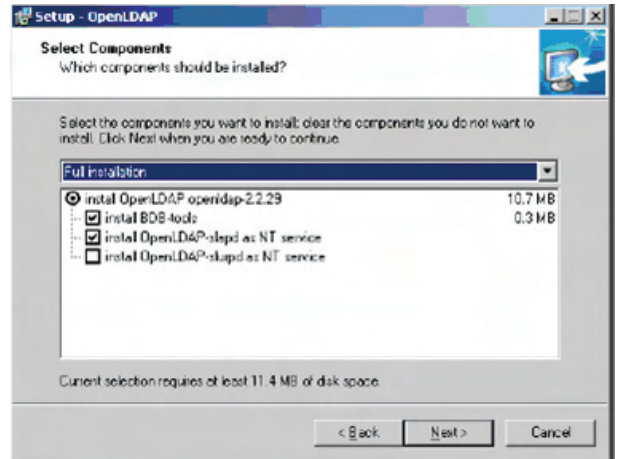 Setup - OpenLDAP
Select Components
Which components should be installed?
Select the components you want to install; clear the components you do not want to
install. Click Next when you are ready to continue.
Full installation
install OpenLDAP openldap-2.2.29 10.7 MB
install BDB-tools 0.3 MB
install OpenLDAP-slapd as NT service
install OpenLDAP-slurpd as NT service
Current selection requires at least 11.4 MB of disk space.
< Back Next > Cancel